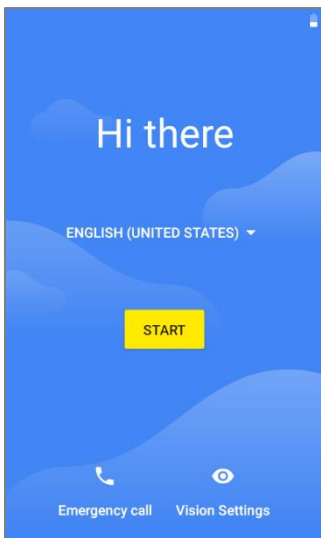 Hi there
ENGLISH (UNITED STATES)
START
Emergency call Vision Settings